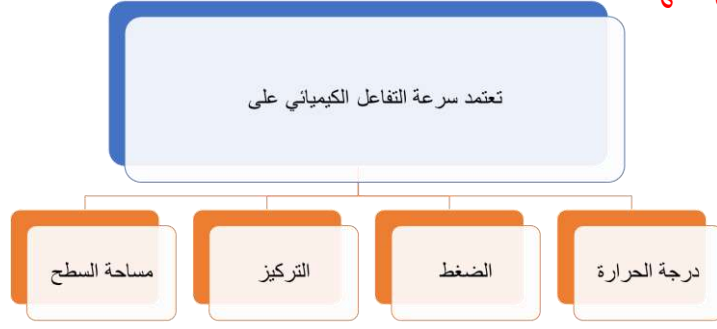 تعتمد سرعة التفاعل الكيميائي على
درجة الحرارة
الضغط
التركيز
مساحة السطح